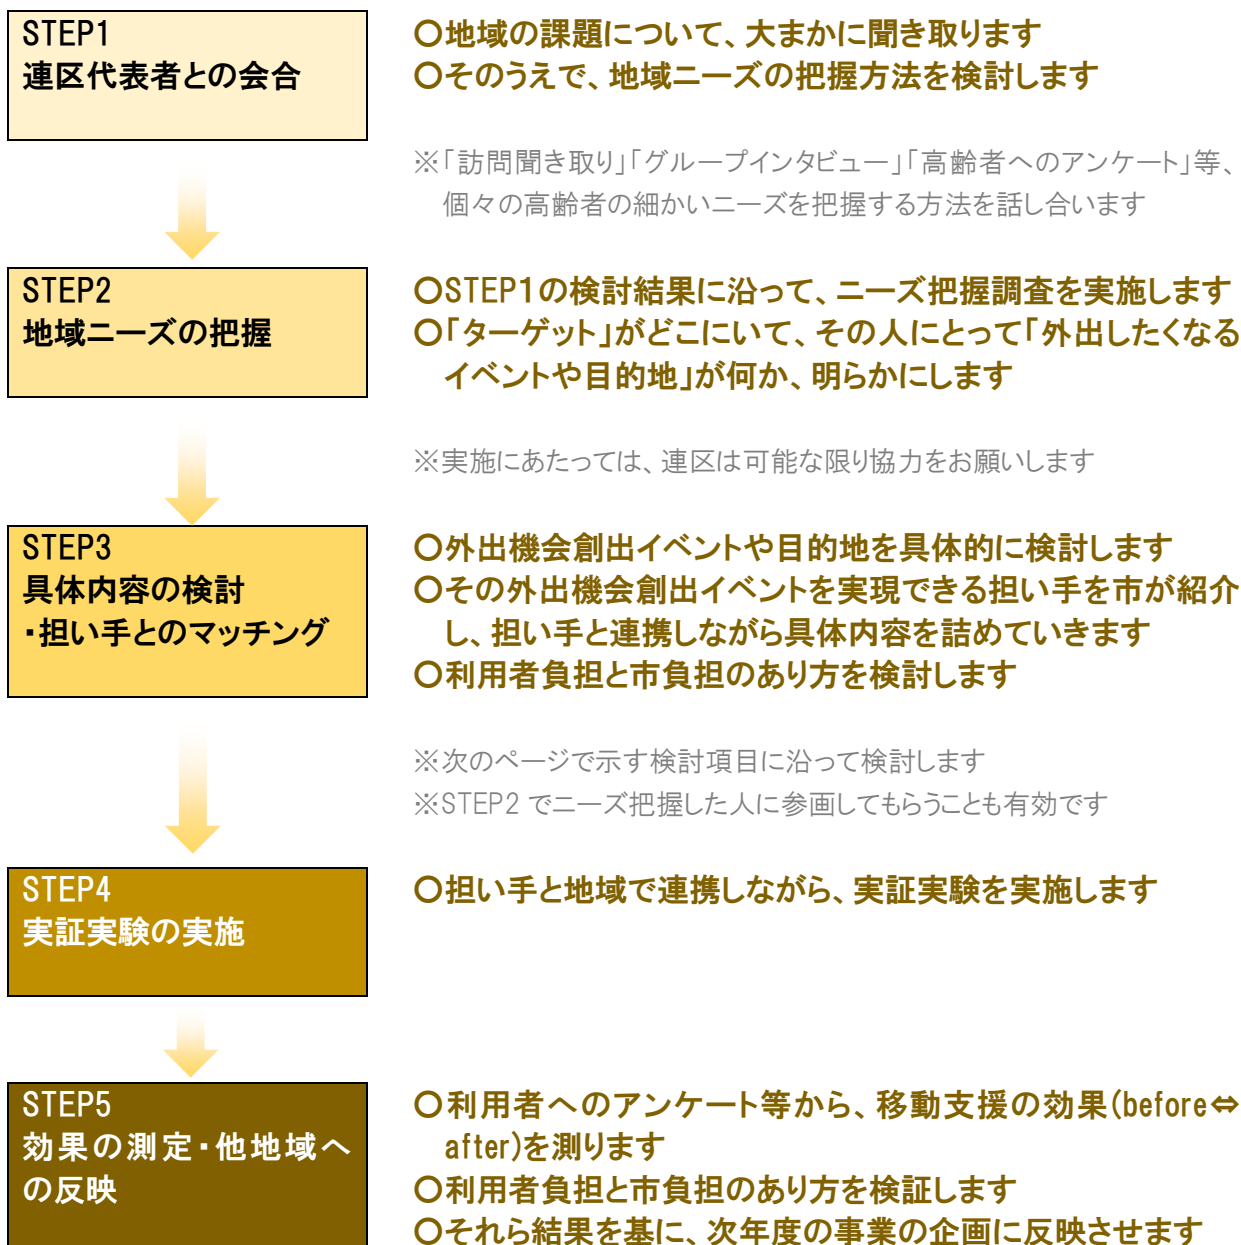 STEP1
連区代表者との会合
〇地域の課題について、大まかに聞き取ります
〇そのうえで、地域ニーズの把握方法を検討します
※「訪問聞き取り」「グループインタビュー」「高齢者へのアンケート」等、
個々の高齢者の細かいニーズを把握する方法を話し合います
STEP2
地域ニーズの把握
〇STEP1の検討結果に沿って、ニーズ把握調査を実施します
〇「ターゲット」がどこにいて、その人にとって「外出したくなる
イベントや目的地」が何か、明らかにします
※実施にあたっては、連区は可能な限り協力をお願いします
STEP3
具体内容の検討
・担い手とのマッチング
〇外出機会創出イベントや目的地を具体的に検討します
〇その外出機会創出イベントを実現できる担い手を市が紹介
し、担い手と連携しながら具体内容を詰めていきます
〇利用者負担と市負担のあり方を検討します
※次のページで示す検討項目に沿って検討します
※STEP2 でニーズ把握した人に参画してもらうことも有効です
STEP4
実証実験の実施
〇担い手と地域で連携しながら、実証実験を実施します
STEP5
効果の測定・他地域へ
の反映
〇利用者へのアンケート等から、移動支援の効果(before⇔
after)を測ります
〇利用者負担と市負担のあり方を検証します
〇それら結果を基に、次年度の事業の企画に反映させます